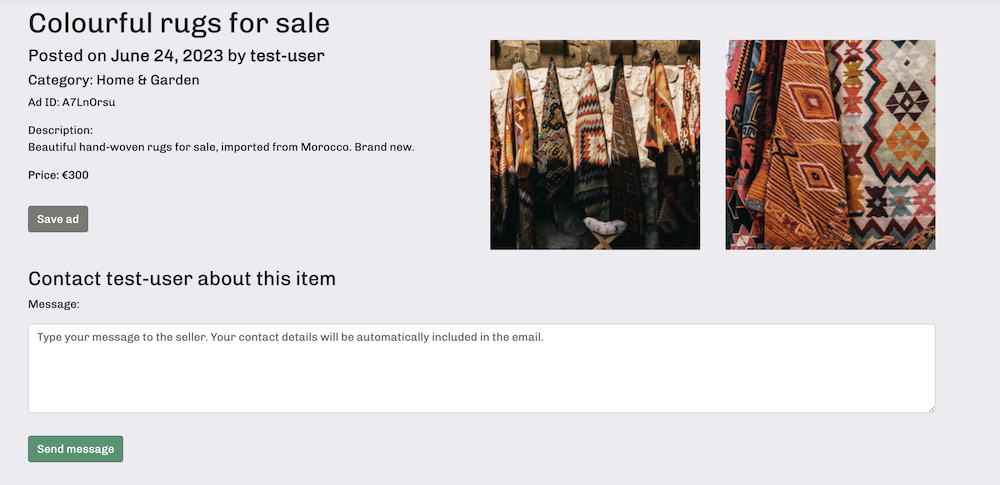 Colourful rugs for sale
Posted on June 24, 2023 by test-user
Category: Home & Garden
Ad ID: A7LnOrsu
Description:
Beautiful hand-woven rugs for sale, imported from Morocco. Brand new.
Price: €300
Save ad
Contact test-user about this item
Message:
Type your message to the seller. Your contact details will be automatically included in the email.
Send message